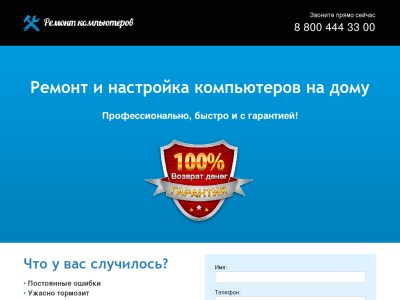 Ремонт компьютеров
Звоните прямо сейчас
8 800 444 33 00
Ремонт и настройка компьютеров на дому
Профессионально, быстро и с гарантией!
100%
Возврат денег
ГАРАНТИЯ
Что у вас случилось?
• Постоянные ошибки
• Ужасно тормозит
Имя:
Телефон: